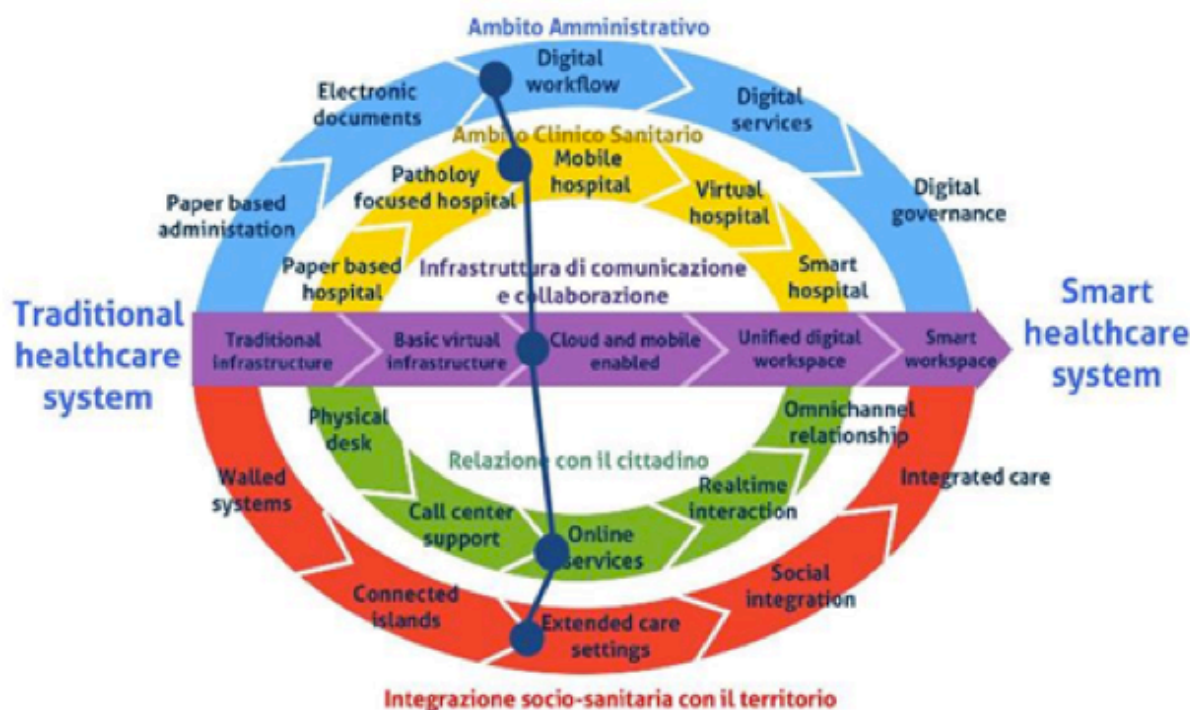 Ambito Amministrativo
Digital
workflow
Electronic
documents
Digital
services
Ambito Clinico Sanitario
Mobile
hospital
Patholoy
focused hospital
Virtual
hospital
Paper based
administation
Digital
governance
Paper based
hospital
Infrastruttura di comunicazione
e collaborazione
Smart
hospital
Traditional
healthcare
system
Traditional
infrastructure
Basic virtual
infrastructure
Cloud and mobile
enabled
Unified digital
workspace
Smart
workspace
Smart
healthcare
system
Physical
desk
Omnichannel
relationship
Relazione con il cittadino
Walled
systems
Integrated care
Call center
support
Online
services
Realtime
interaction
Connected
islands
Extended care
settings
Social
integration
Integrazione socio-sanitaria con il territorio